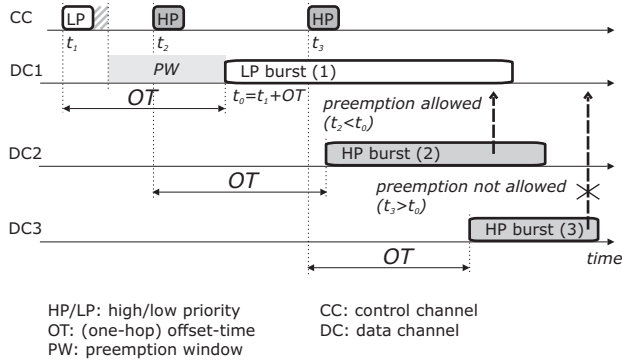 CC LP HP HP
t1 t2 t3
DC1 PW LP burst (1)
OT t0=t1+OT
preemption allowed
(t2<t0)
DC2 HP burst (2)
OT preemption not allowed
(t3>t0)
DC3 HP burst (3)
OT time
HP/LP: high/low priority CC: control channel
OT: (one-hop) offset-time DC: data channel
PW: preemption window